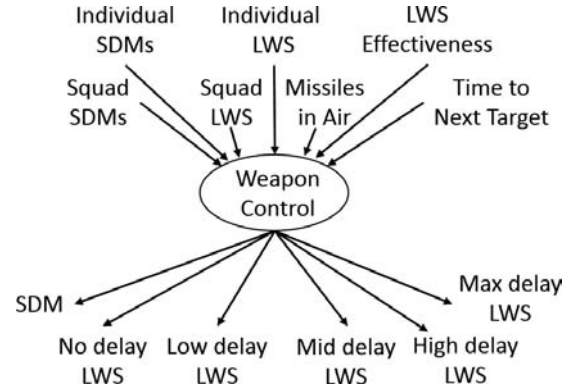 Individual
SDMs
Individual
LWS
LWS
Effectiveness
Squad
SDMs
Squad
LWS
Missiles
in Air
Time to
Next Target
Weapon
Control
SDM
No delay
LWS
Low delay
LWS
Mid delay
LWS
High delay
LWS
Max delay
LWS